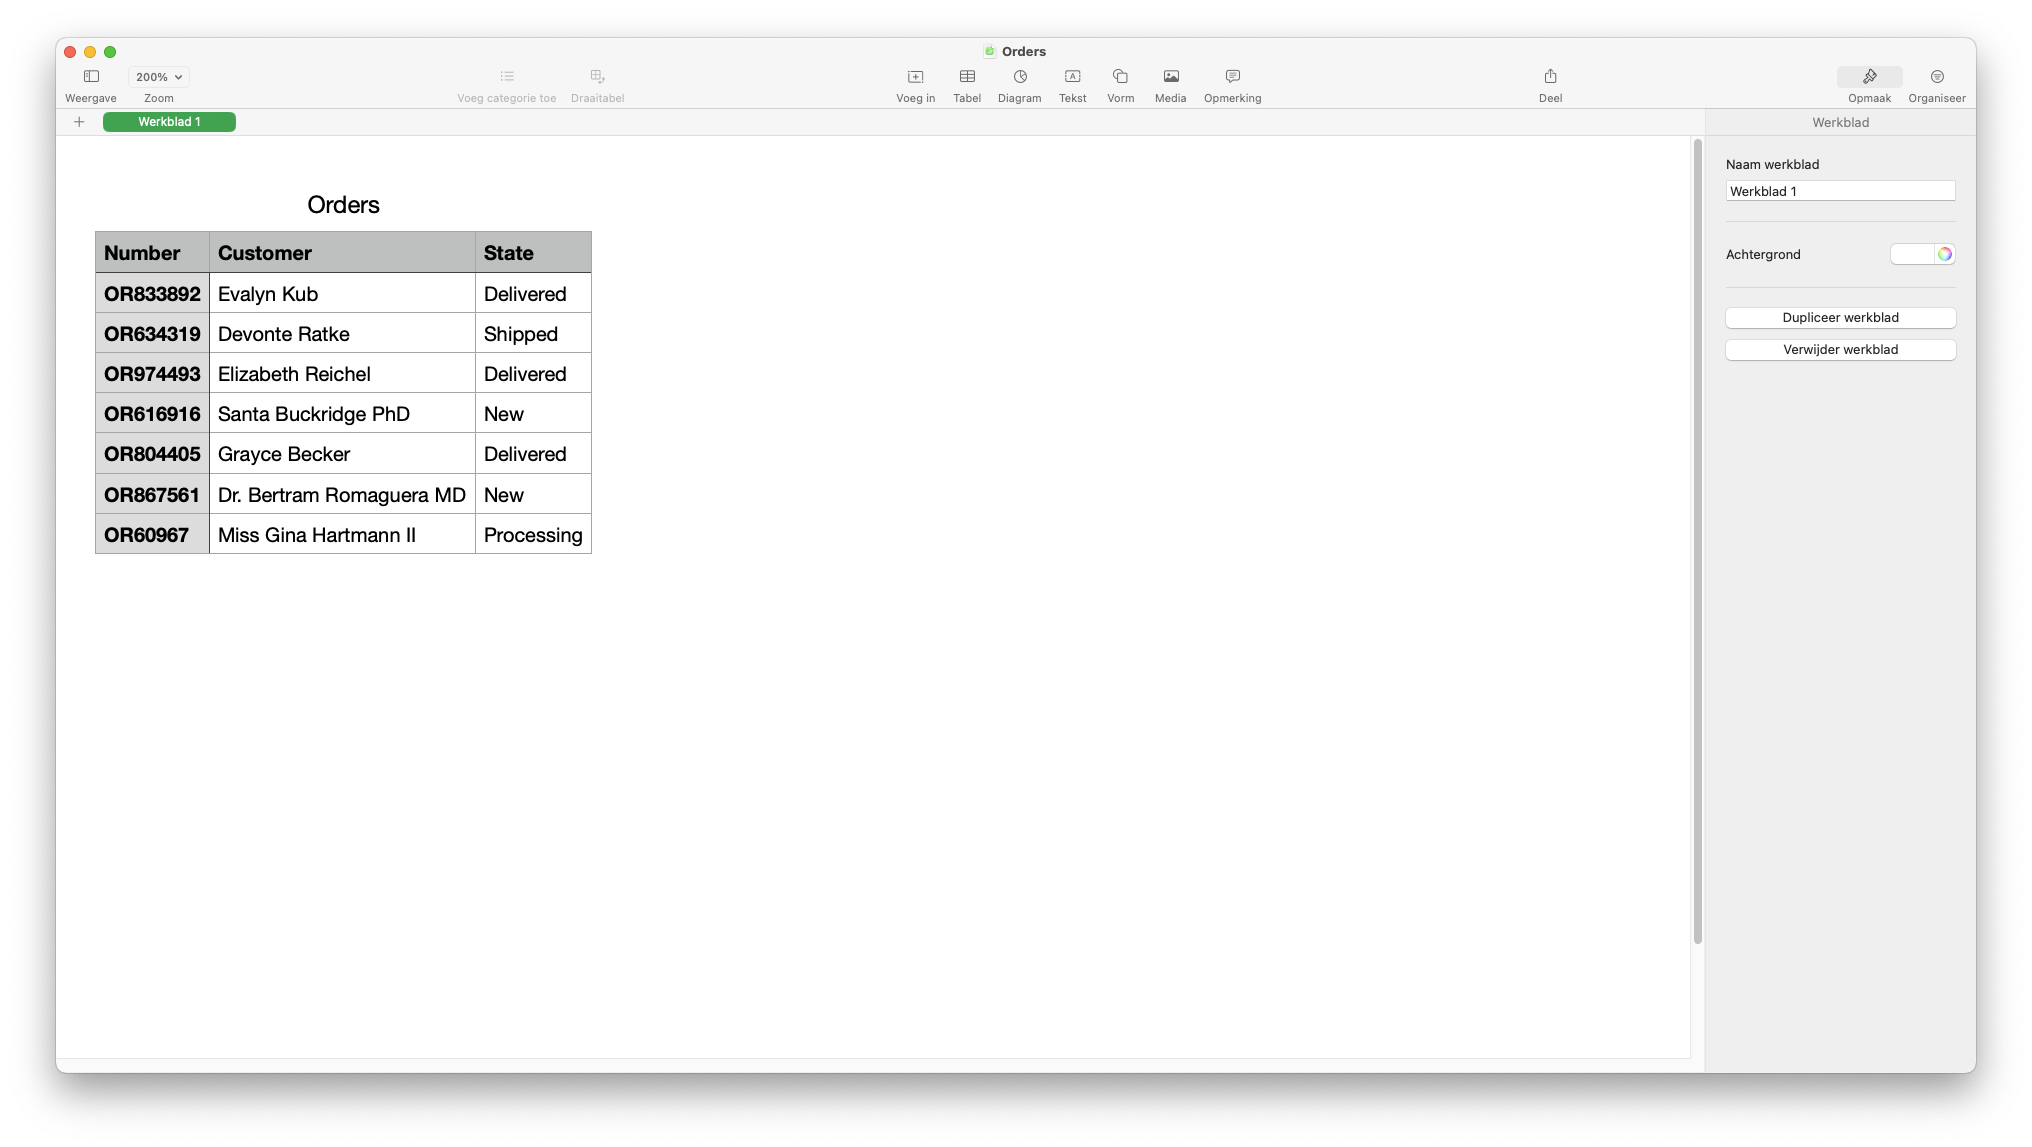 Orders
200%
Weergave
Zoom
Voeg categorie toe
Draaitabel
Voeg in
Tabel
Diagram
Tekst
Vorm
Media
Opmerking
Deel
Opmaak
Organiseer
Werkblad 1
Werkblad
Orders
Number Customer State
OR833892 Evalyn Kub Delivered
OR634319 Devonte Ratke Shipped
OR974493 Elizabeth Reichel Delivered
OR616916 Santa Buckridge PhD New
OR804405 Grayce Becker Delivered
OR867561 Dr. Bertram Romaguera MD New
OR60967 Miss Gina Hartmann II Processing
Naam werkblad
Werkblad 1
Achtergrond
Dupliceer werkblad
Verwijder werkblad